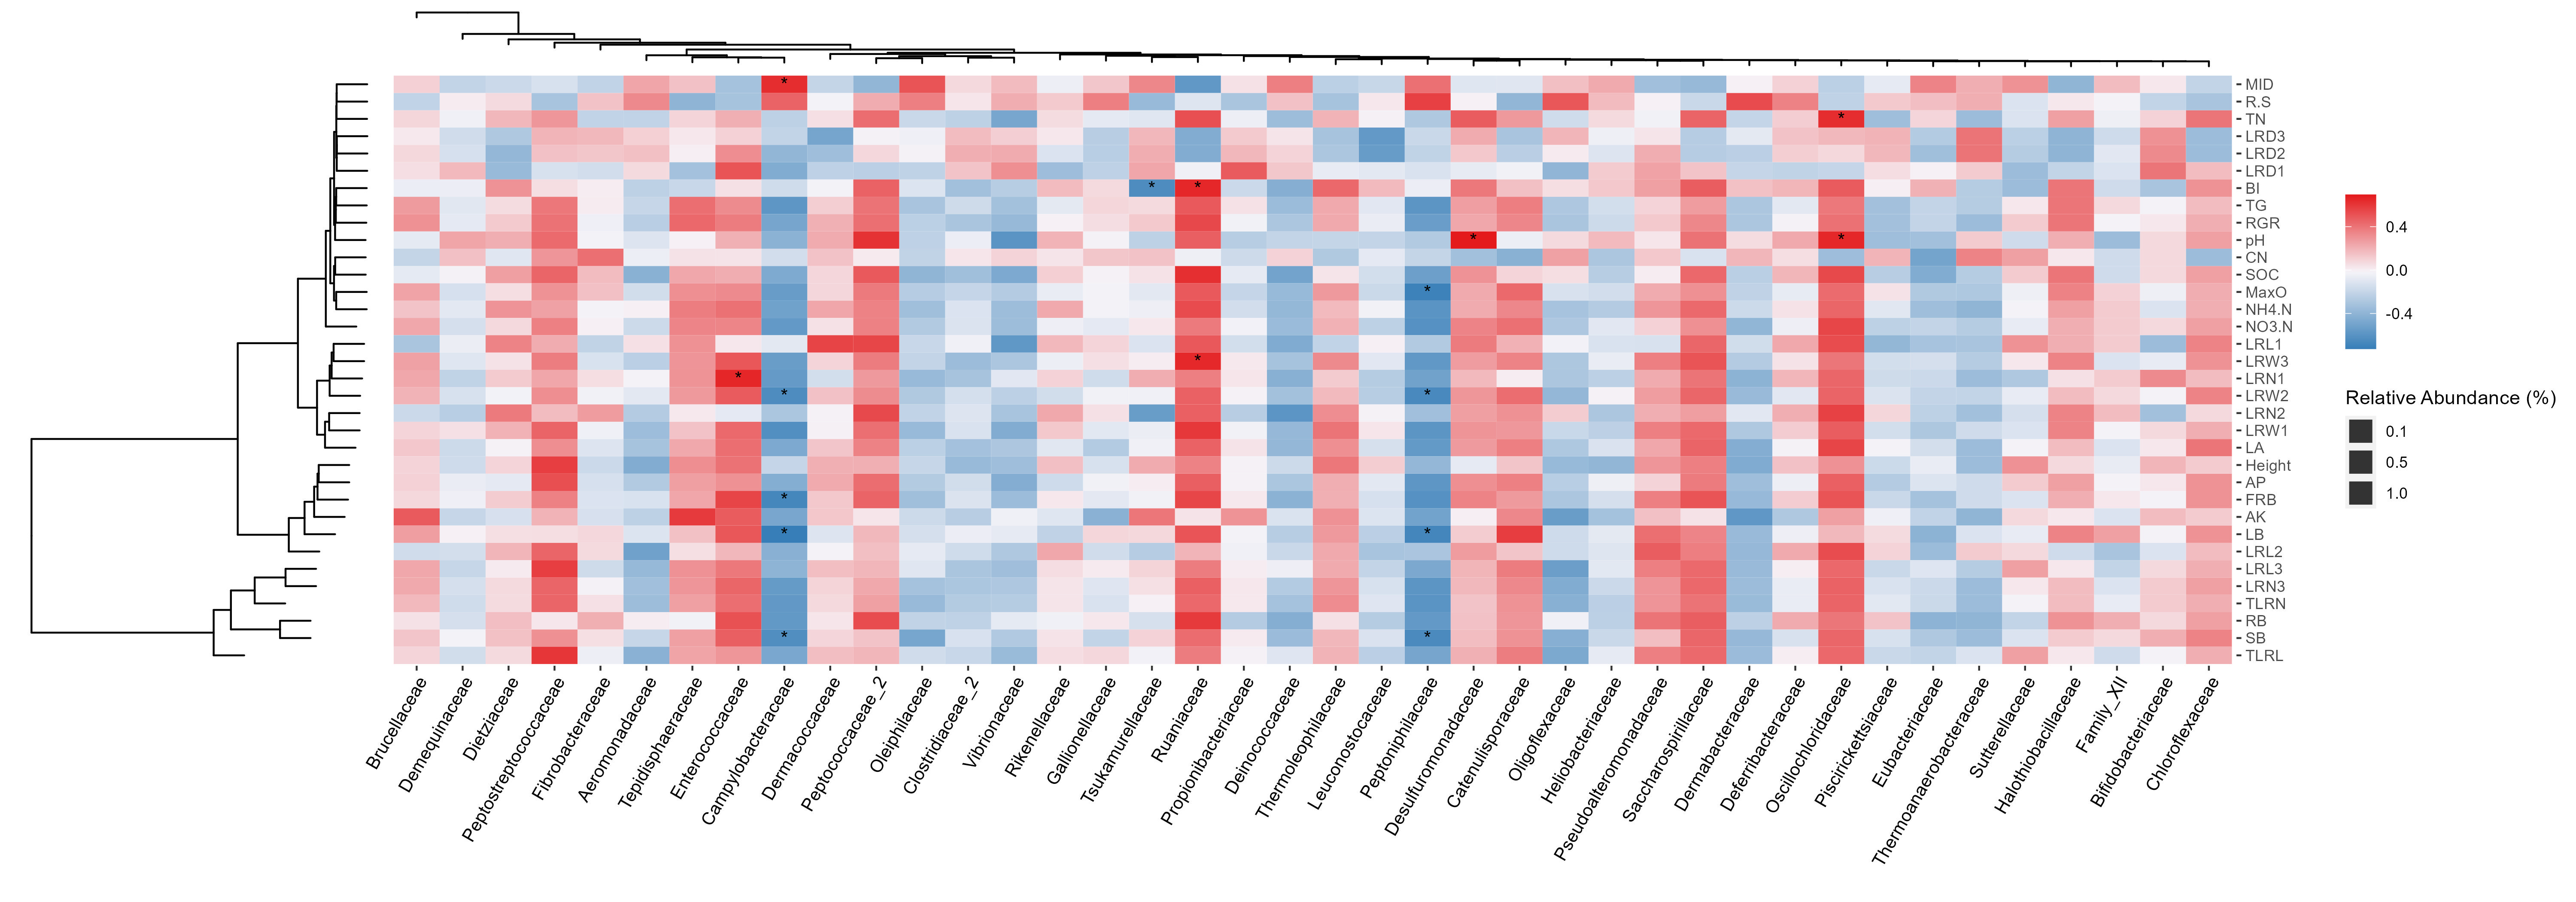 MID
R.S
TN
LRD3
LRD2
LRD1
BI
TG
RGR
pH
CN
SOC
MaxO
NH4.N
NO3.N
LRL1
LRW3
LRN1
LRW2
LRN2
LRW1
LA
Height
AP
FRB
AK
LB
LRL2
LRL3
LRN3
TLRN
RB
SB
TLRL
0.4
0.0
-0.4
Relative Abundance (%)
0.1
0.5
1.0
Brucellaceae
Demequinaceae
Dietziaceae
Peptostreptococcaceae
Fibrobacteraceae
Aeromonadaceae
Tepidisphaeraceae
Enterococcaceae
Campylobacteraceae
Dermacoccaceae
Peptococcaceae_2
Oleiphilaceae
Clostridiaceae_2
Vibrionaceae
Rikenellaceae
Gallionellaceae
Tsukamurellaceae
Ruaniaceae
Propionibacteriaceae
Deinococcaceae
Thermoleophilaceae
Leuconostocaceae
Peptoniphilaceae
Desulfuromonadaceae
Catenulisporaceae
Oligoflexaceae
Heliobacteriaceae
Pseudoalteromonadaceae
Saccharospirillaceae
Dermabacteraceae
Deferribacteraceae
Oscillochloridaceae
Piscirickettsiaceae
Eubacteriaceae
Thermoanaerobacteraceae
Sutterellaceae
Halothiobacillaceae
Family_XII
Bifidobacteriaceae
Chloroflexaceae